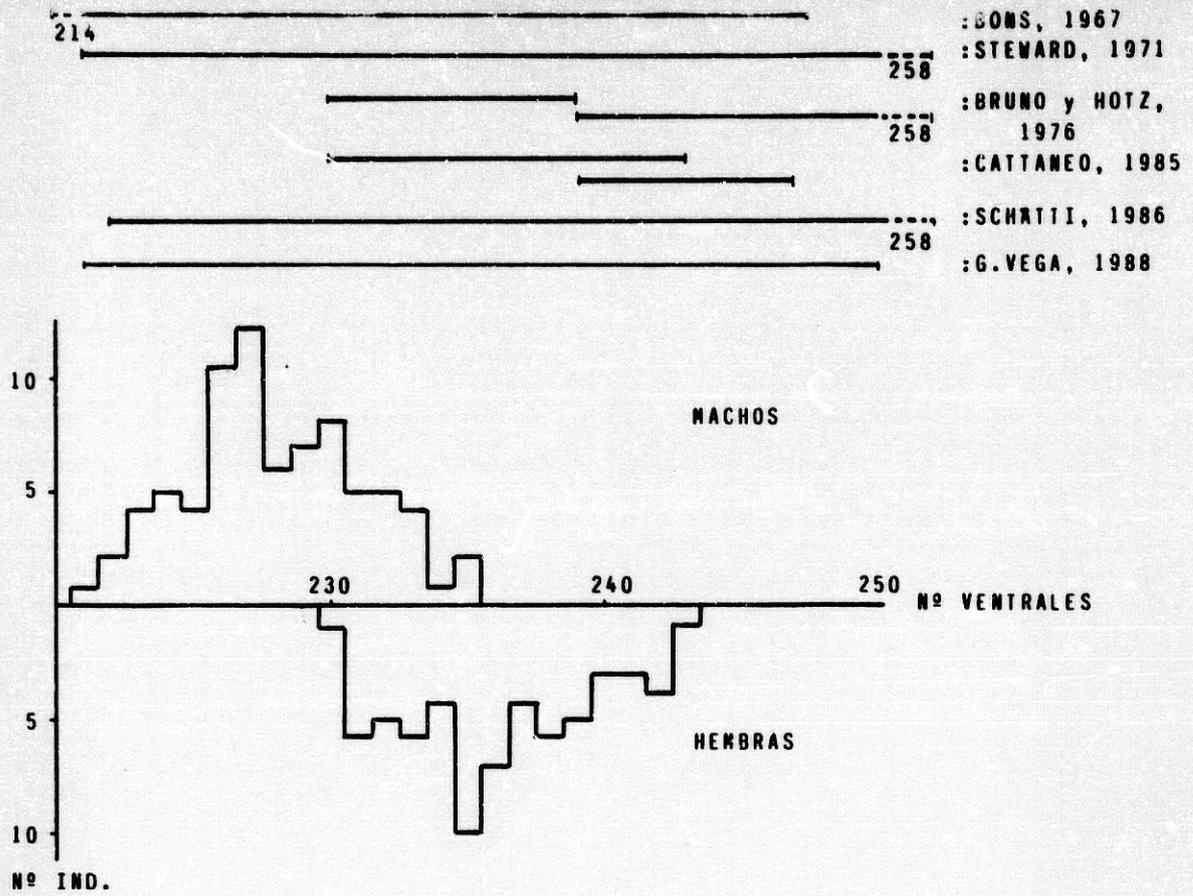 :BONS, 1967
214
:STEWARD, 1971
258
:BRUNO y HOTZ,
258
1976
:CATTANEO, 1985
:SCHÄTTI, 1986
258
:G.VEGA, 1988
10
MACHOS
5
230
240
250
Nº VENTRALES
5
HEMBRAS
10
Nº IND.